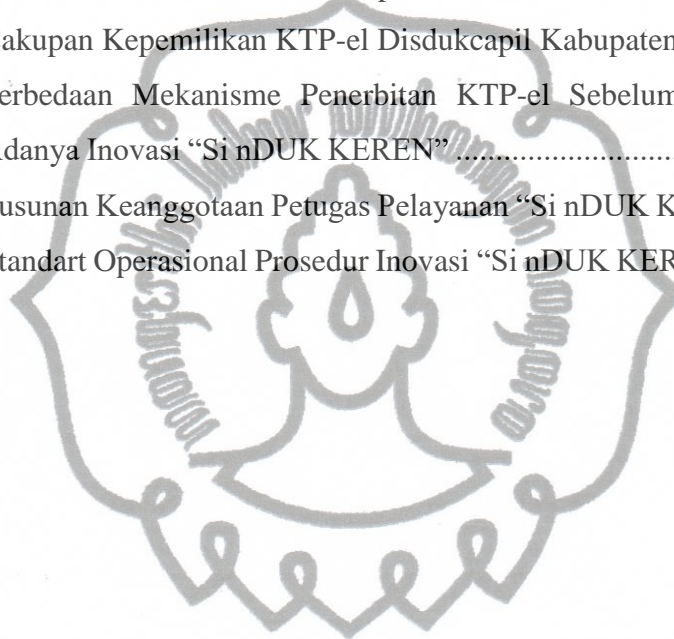 akupan Kepemilikan KTP-el Disdukcapil Kabupaten
erbedaan Mekanisme Penerbitan KTP-el Sebelum
danya Inovasi “Si nDUK KEREN” ............................
usunan Keanggotaan Petugas Pelayanan “Si nDUK K
tandart Operasional Prosedur Inovasi “Si nDUK KER